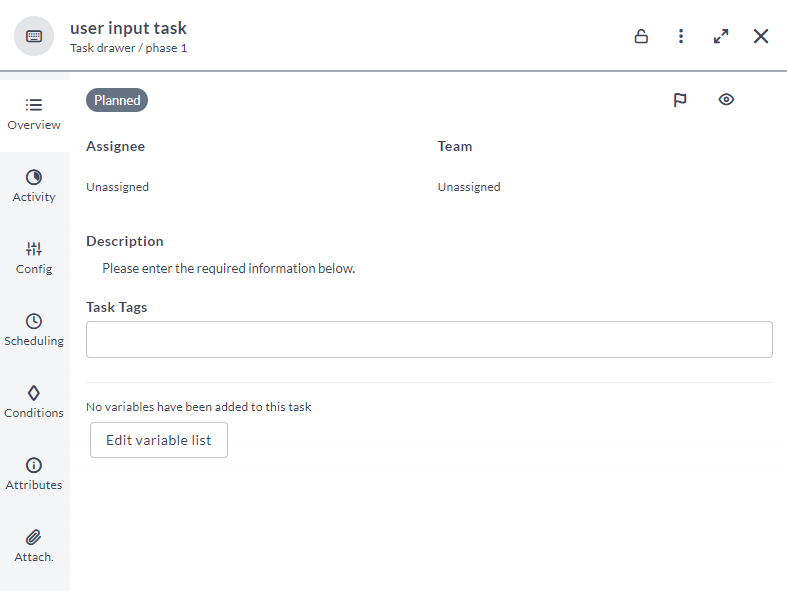 user input task
Task drawer / phase 1
Overview
Activity
Config
Scheduling
Conditions
Attributes
Attach.
Planned
Assignee
Team
Unassigned
Unassigned
Description
Please enter the required information below.
Task Tags
No variables have been added to this task
Edit variable list